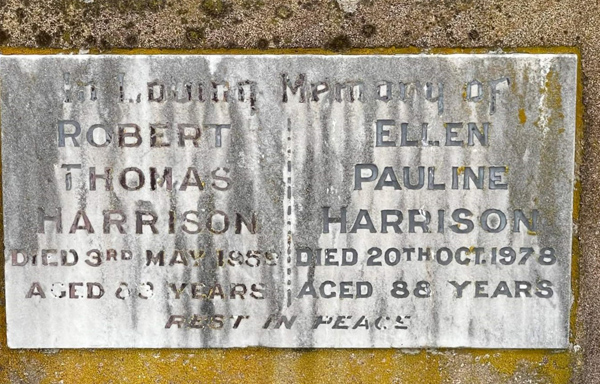 In Loving Memory of
ROBERT
THOMAS
HARRISON
DIED 3RD MAY
AGED YEARS
ELLEN
PAULINE
HARRISON
DIED 20TH OCT. 1978
AGED 88 YEARS
REST IN PEACE